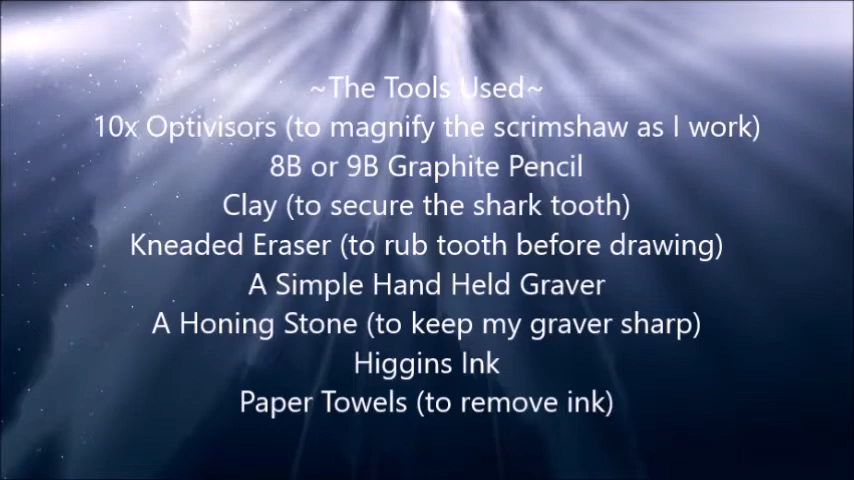 ~The Tools Used~
10x Optivisors (to magnify the scrimshaw as I work)
8B or 9B Graphite Pencil
Clay (to secure the shark tooth)
Kneaded Eraser (to rub tooth before drawing)
A Simple Hand Held Graver
A Honing Stone (to keep my graver sharp)
Higgins Ink
Paper Towels (to remove ink)